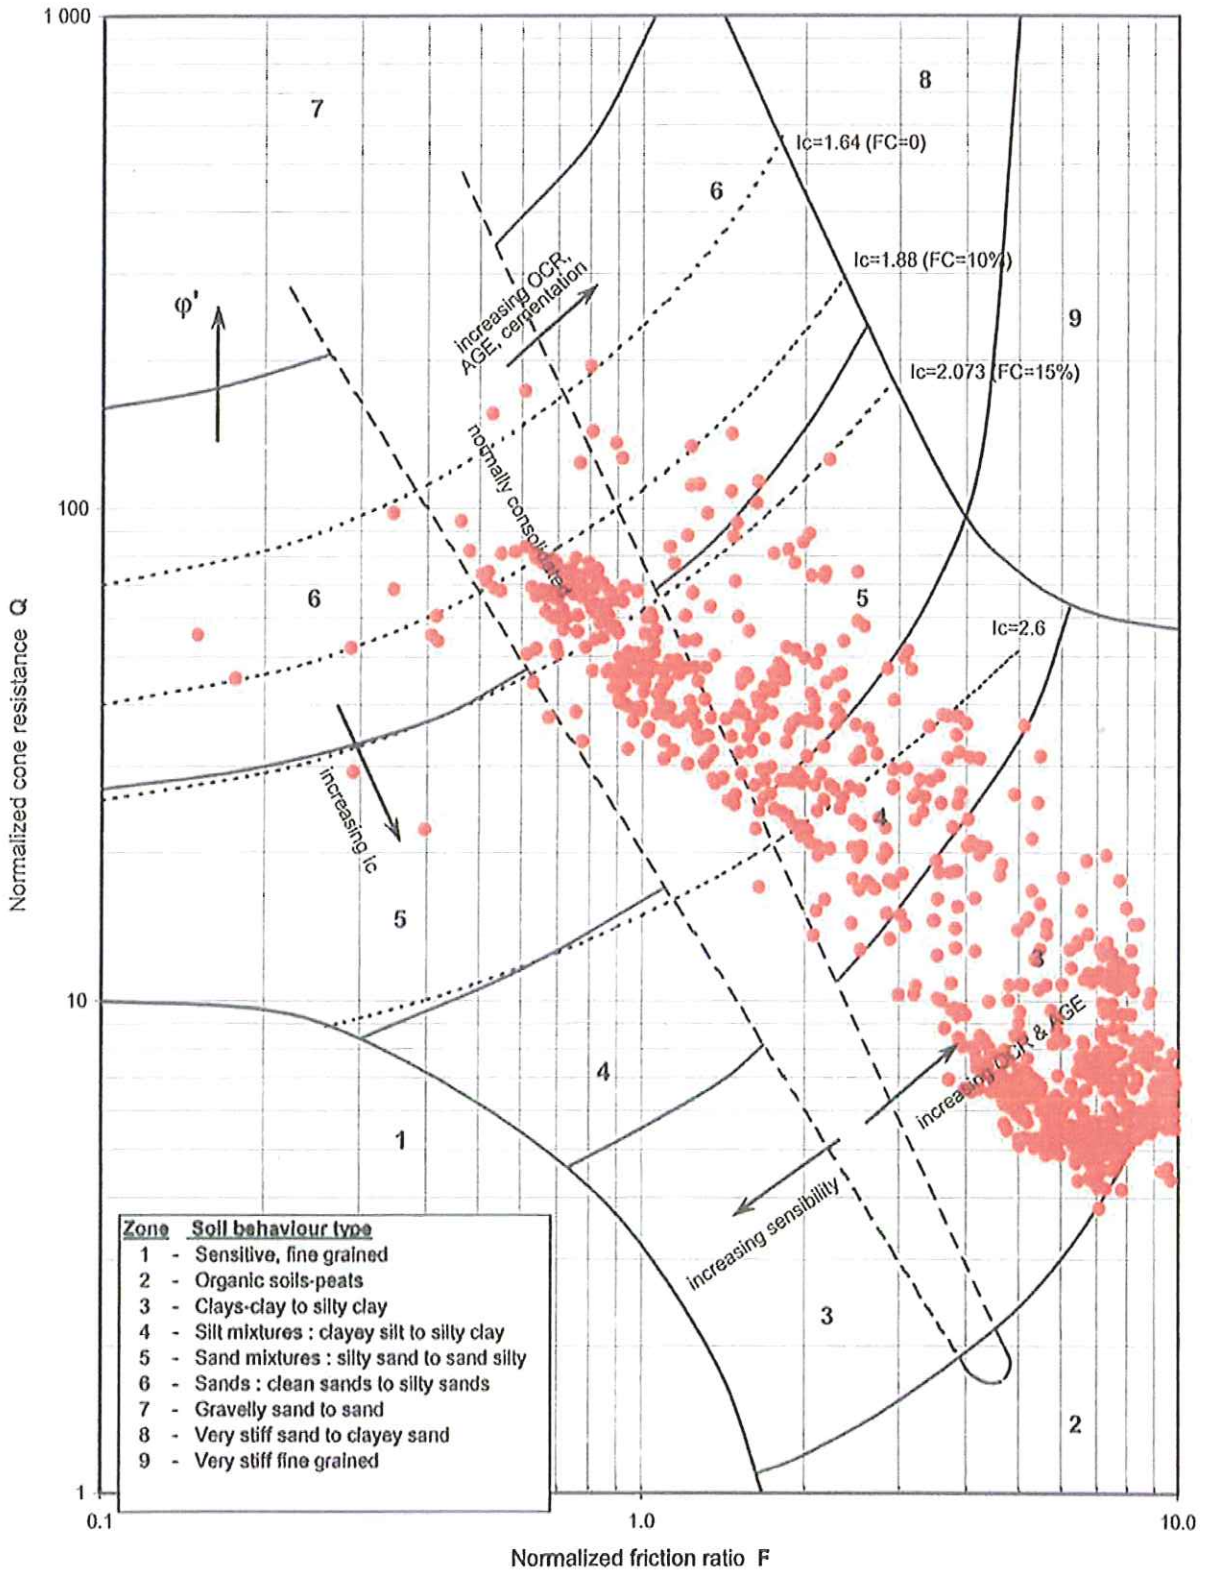 1 000
8
7
Ic=1.64 (FC=0)
6
increasing OCR,
AGE, cementation
Ic=1.88 (FC=10%)
φ'
9
Ic=2.073 (FC=15%)
normally consolidated
100
6
5
Ic=2.6
Normalized cone resistance Q
increasing Ic
4
5
3
10
increasing OCR & AGE
4
1
increasing sensibility
3
2
Zone Soil behaviour type
1 - Sensitive, fine grained
2 - Organic soils-peats
3 - Clays-clay to silty clay
4 - Silt mixtures : clayey silt to silty clay
5 - Sand mixtures : silty sand to sand silty
6 - Sands : clean sands to silty sands
7 - Gravelly sand to sand
8 - Very stiff sand to clayey sand
9 - Very stiff fine grained
1
0.1
1.0
10.0
Normalized friction ratio F